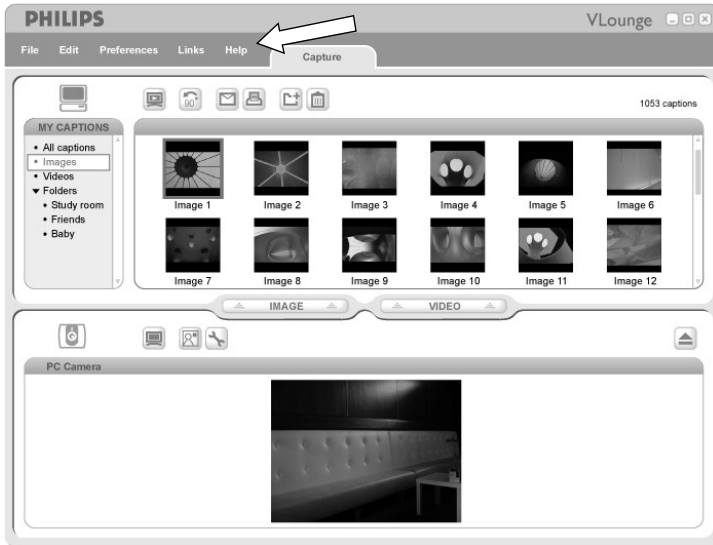 PHILIPS VLounge
File Edit Preferences Links Help
Capture
90°
1053 captions
MY CAPTIONS
• All captions
• Images
• Videos
▼ Folders
• Study room
• Friends
• Baby
Image 1 Image 2 Image 3 Image 4 Image 5 Image 6
Image 7 Image 8 Image 9 Image 10 Image 11 Image 12
IMAGE VIDEO
PC Camera